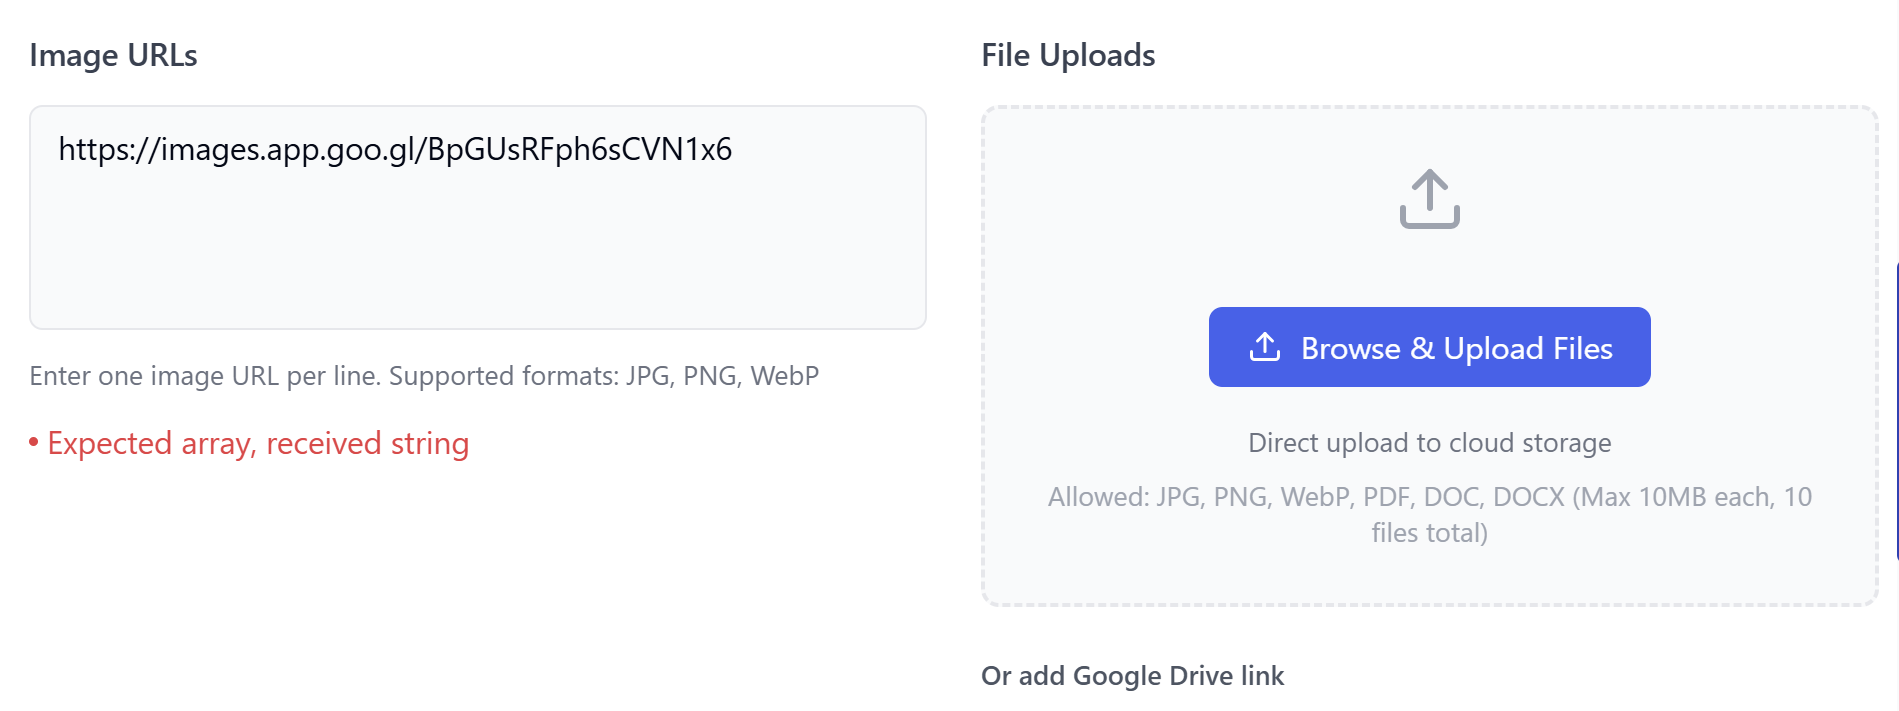 Image URLs
https://images.app.goo.gl/BpGUsRFph6sCVN1x6
Enter one image URL per line. Supported formats: JPG, PNG, WebP
• Expected array, received string
File Uploads
Browse & Upload Files
Direct upload to cloud storage
Allowed: JPG, PNG, WebP, PDF, DOC, DOCX (Max 10MB each, 10
files total)
Or add Google Drive link